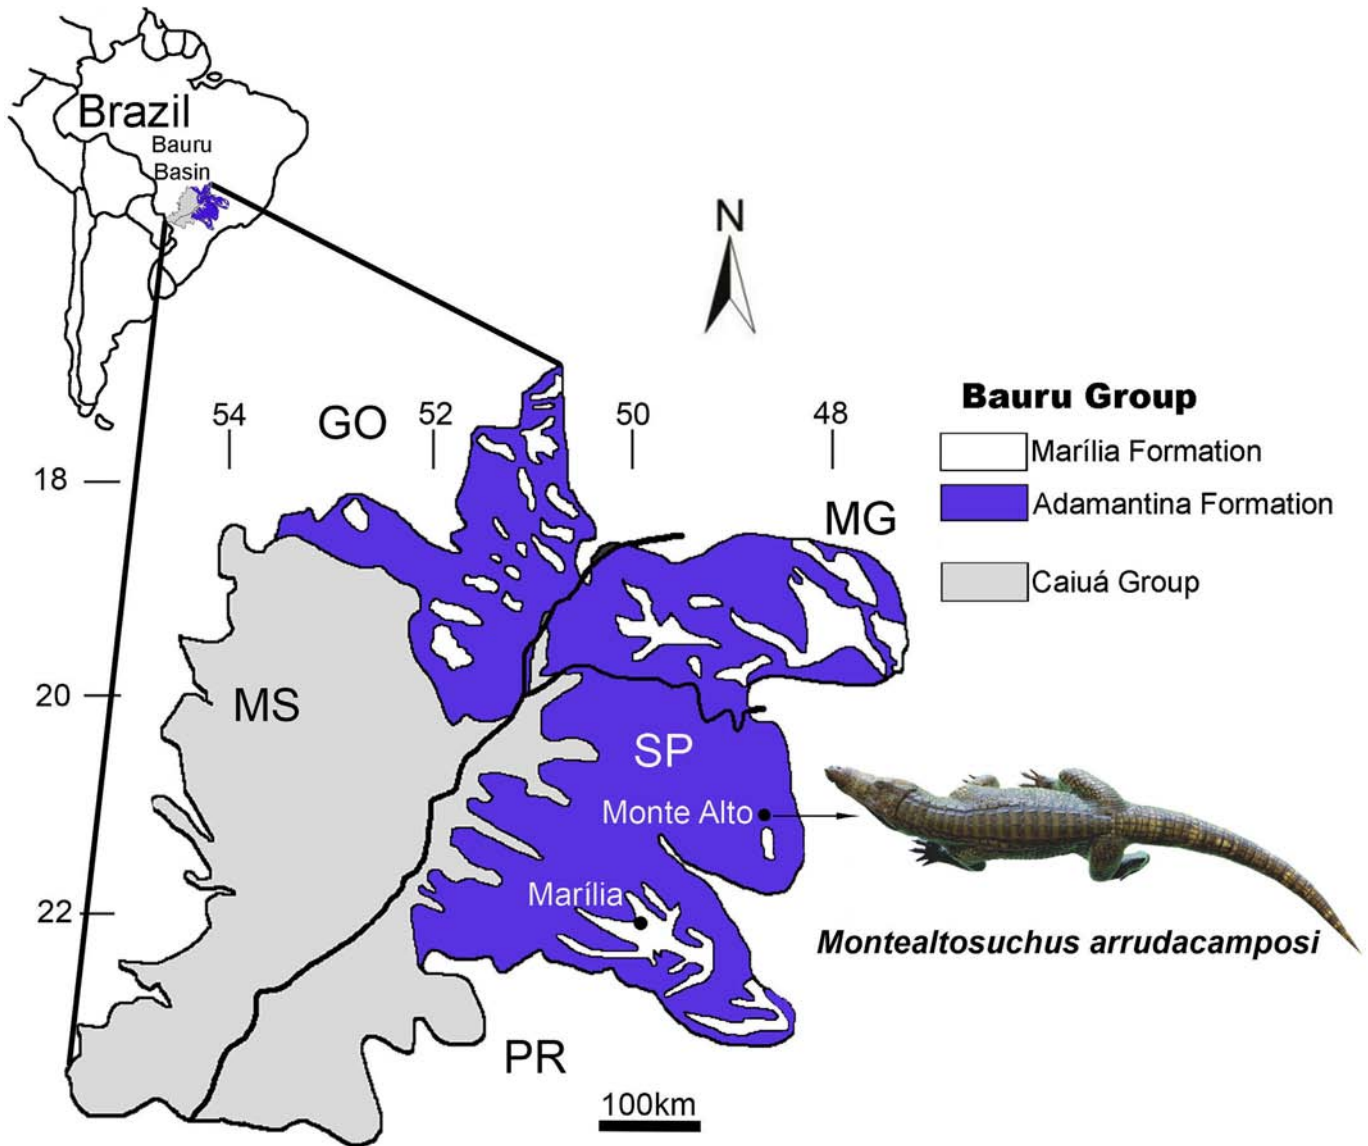 Brazil
Bauru
Basin
N
54
GO
52
50
48
18
MG
20
MS
SP
Monte Alto
Marília
22
PR
100km
Bauru Group
Marília Formation
Adamantina Formation
Caiuá Group
Montealtosuchus arrudacamposi